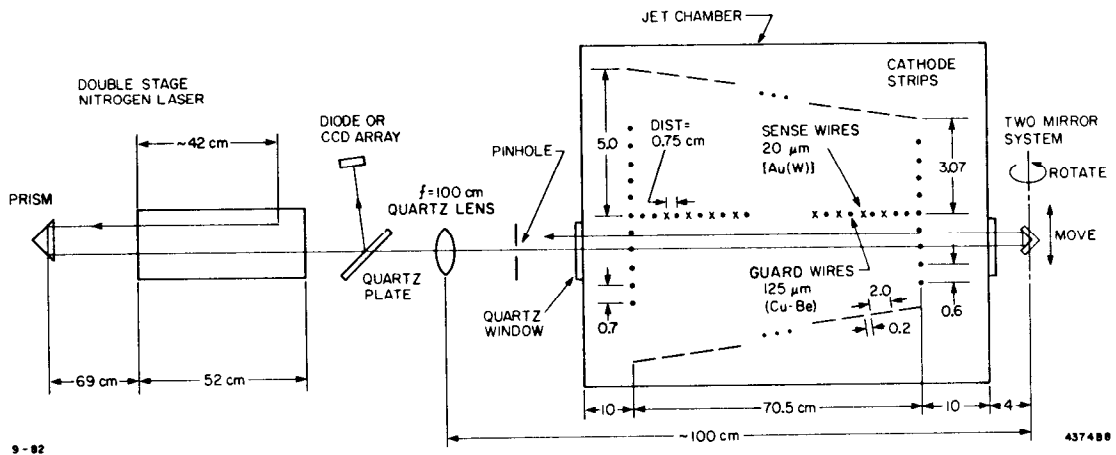 JET CHAMBER
DOUBLE STAGE
NITROGEN LASER
CATHODE
STRIPS
DIODE OR
CCD ARRAY
DIST=
0.75 cm
SENSE WIRES
20 μm
[Au(W)]
TWO MIRROR
SYSTEM
~42 cm
PINHOLE
5.0
3.07
ROTATE
PRISM
f=100 cm
QUARTZ LENS
MOVE
QUARTZ
PLATE
GUARD WIRES
125 μm
(Cu-Be)
2.0
QUARTZ
WINDOW
0.7
0.2
0.6
69 cm
52 cm
10
70.5 cm
10
4
~100 cm
9-82
4374B8